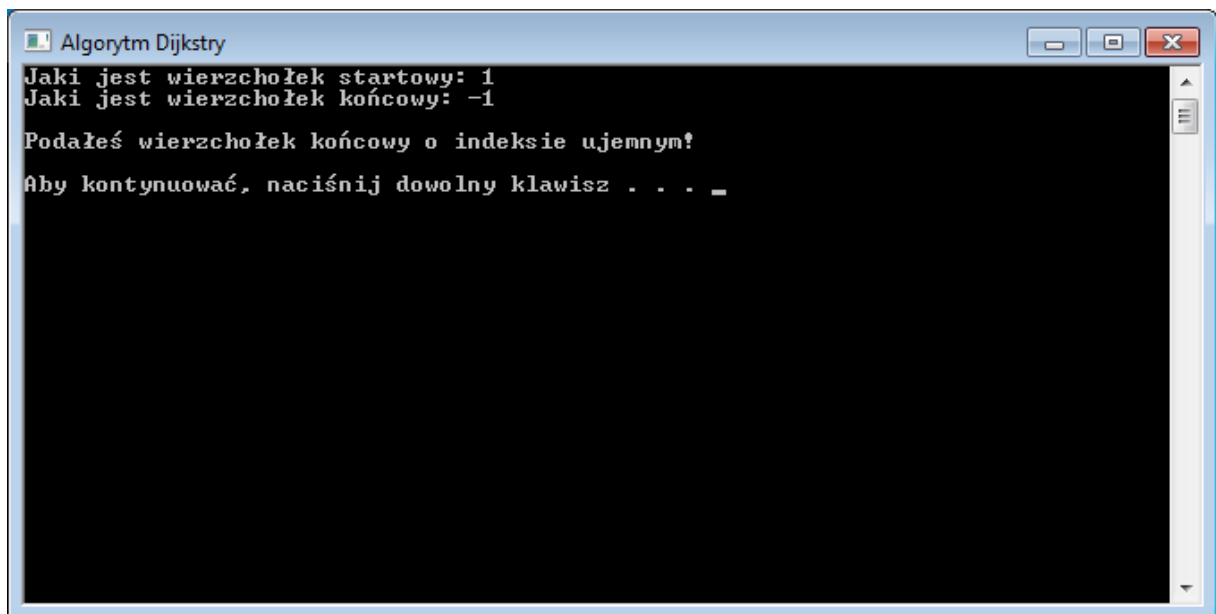 Algorytm Dijkstry
Jaki jest wierzchołek startowy: 1
Jaki jest wierzchołek końcowy: -1
Podałeś wierzchołek końcowy o indeksie ujemnym!
Aby kontynuować, naciśnij dowolny klawisz . . . _